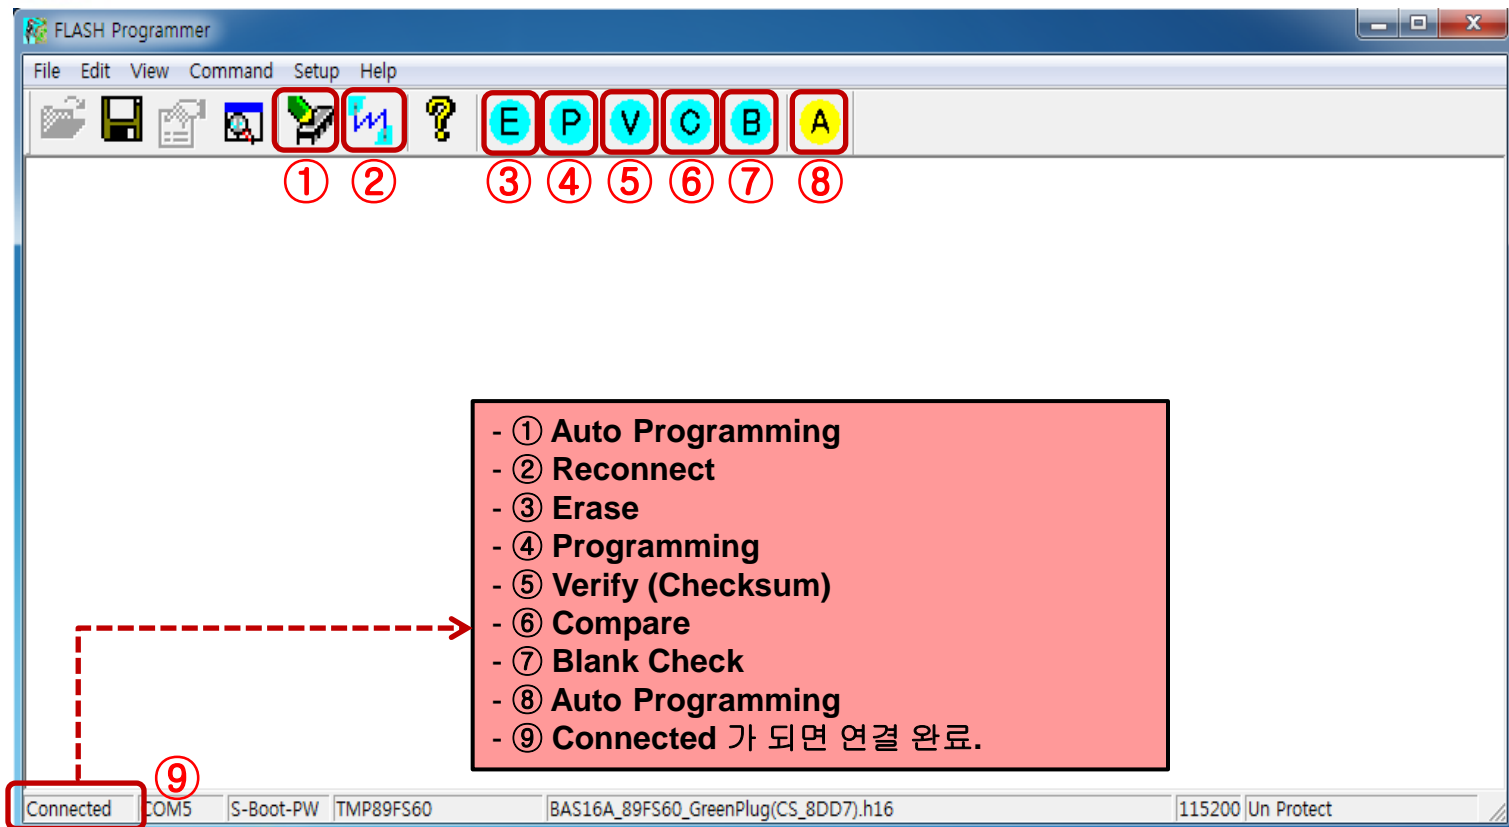 FLASH Programmer
File Edit View Command Setup Help
E P V C B A
① ② ③ ④ ⑤ ⑥ ⑦ ⑧
- ① Auto Programming
- ② Reconnect
- ③ Erase
- ④ Programming
- ⑤ Verify (Checksum)
- ⑥ Compare
- ⑦ Blank Check
- ⑧ Auto Programming
- ⑨ Connected 가 되면 연결 완료.
⑨
Connected COM5 S-Boot-PW TMP89FS60 BAS16A_89FS60_GreenPlug(CS_8DD7).h16 115200 Un Protect